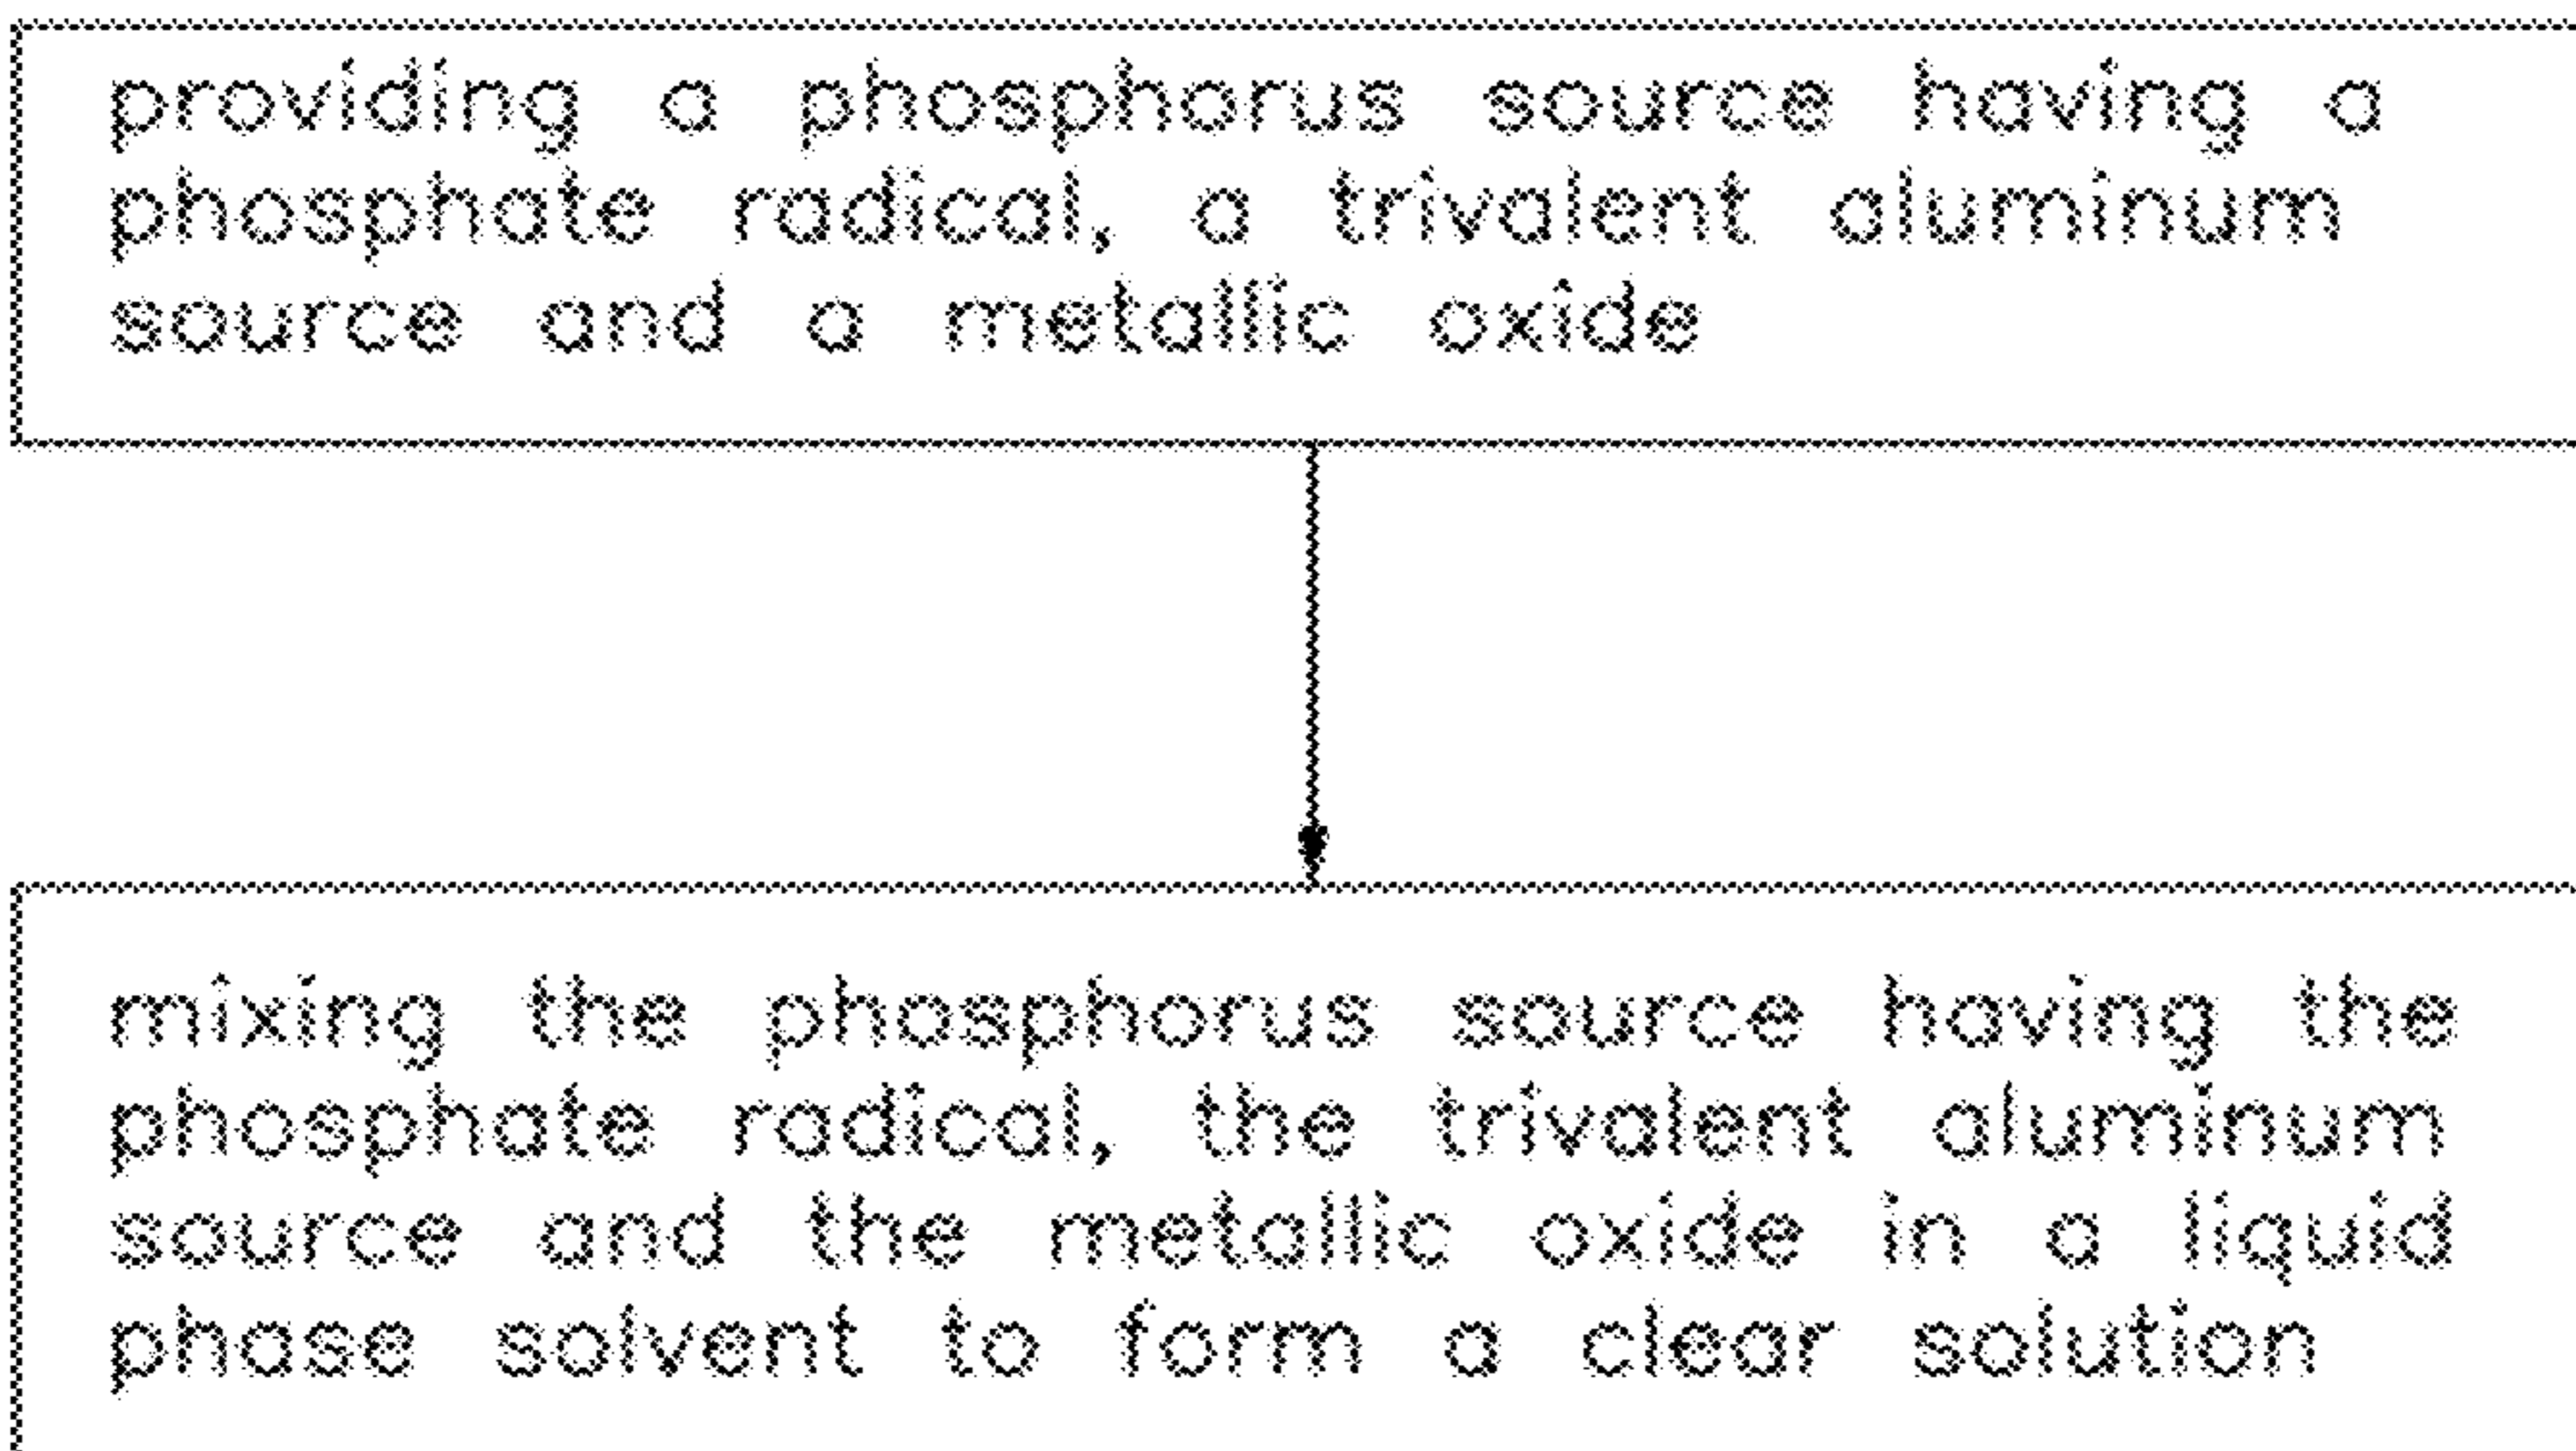 providing a phosphorus source having a
phosphate radical, a trivalent aluminum
source and a metallic oxide
mixing the phosphorus source having the
phosphate radical, the trivalent aluminum
source and the metallic oxide in a liquid
phase solvent to form a clear solution